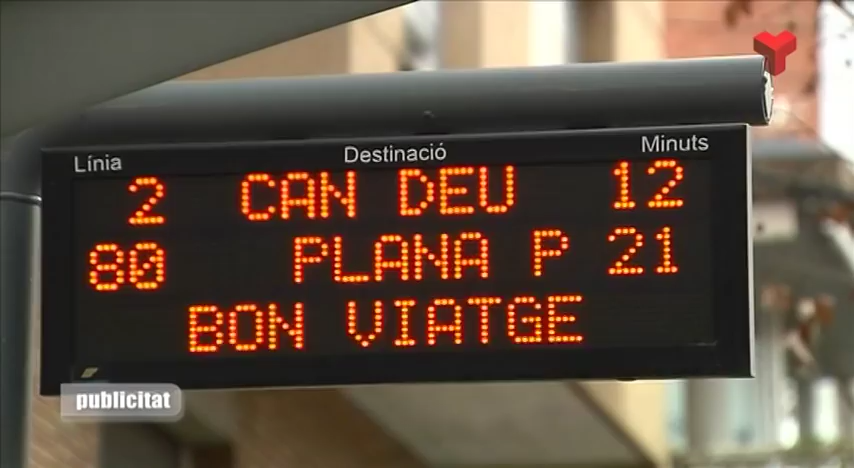 Línia Destinació Minuts
2 CAN DEU 12
80 PLANA P 21
BON VIATGE
publicitat